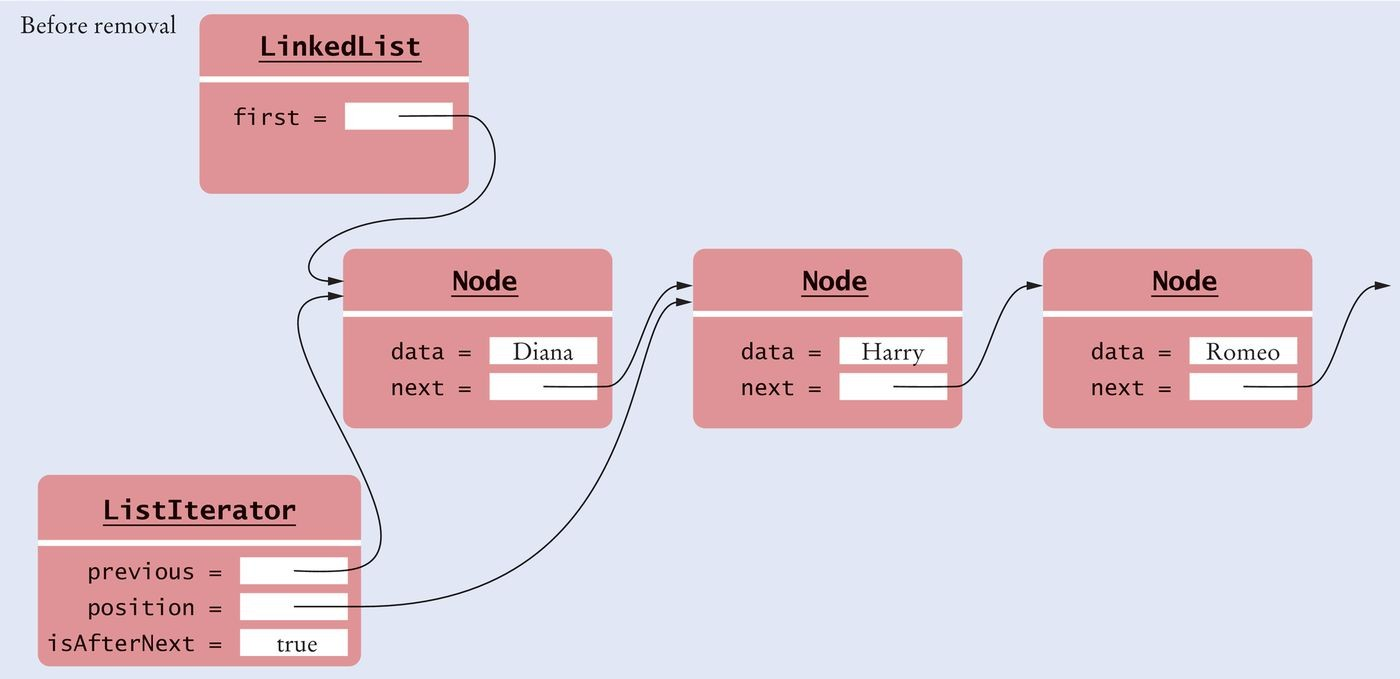 Before removal
LinkedList
first =
Node
data = Diana
next =
Node
data = Harry
next =
Node
data = Romeo
next =
ListIterator
previous =
position =
isAfterNext = true